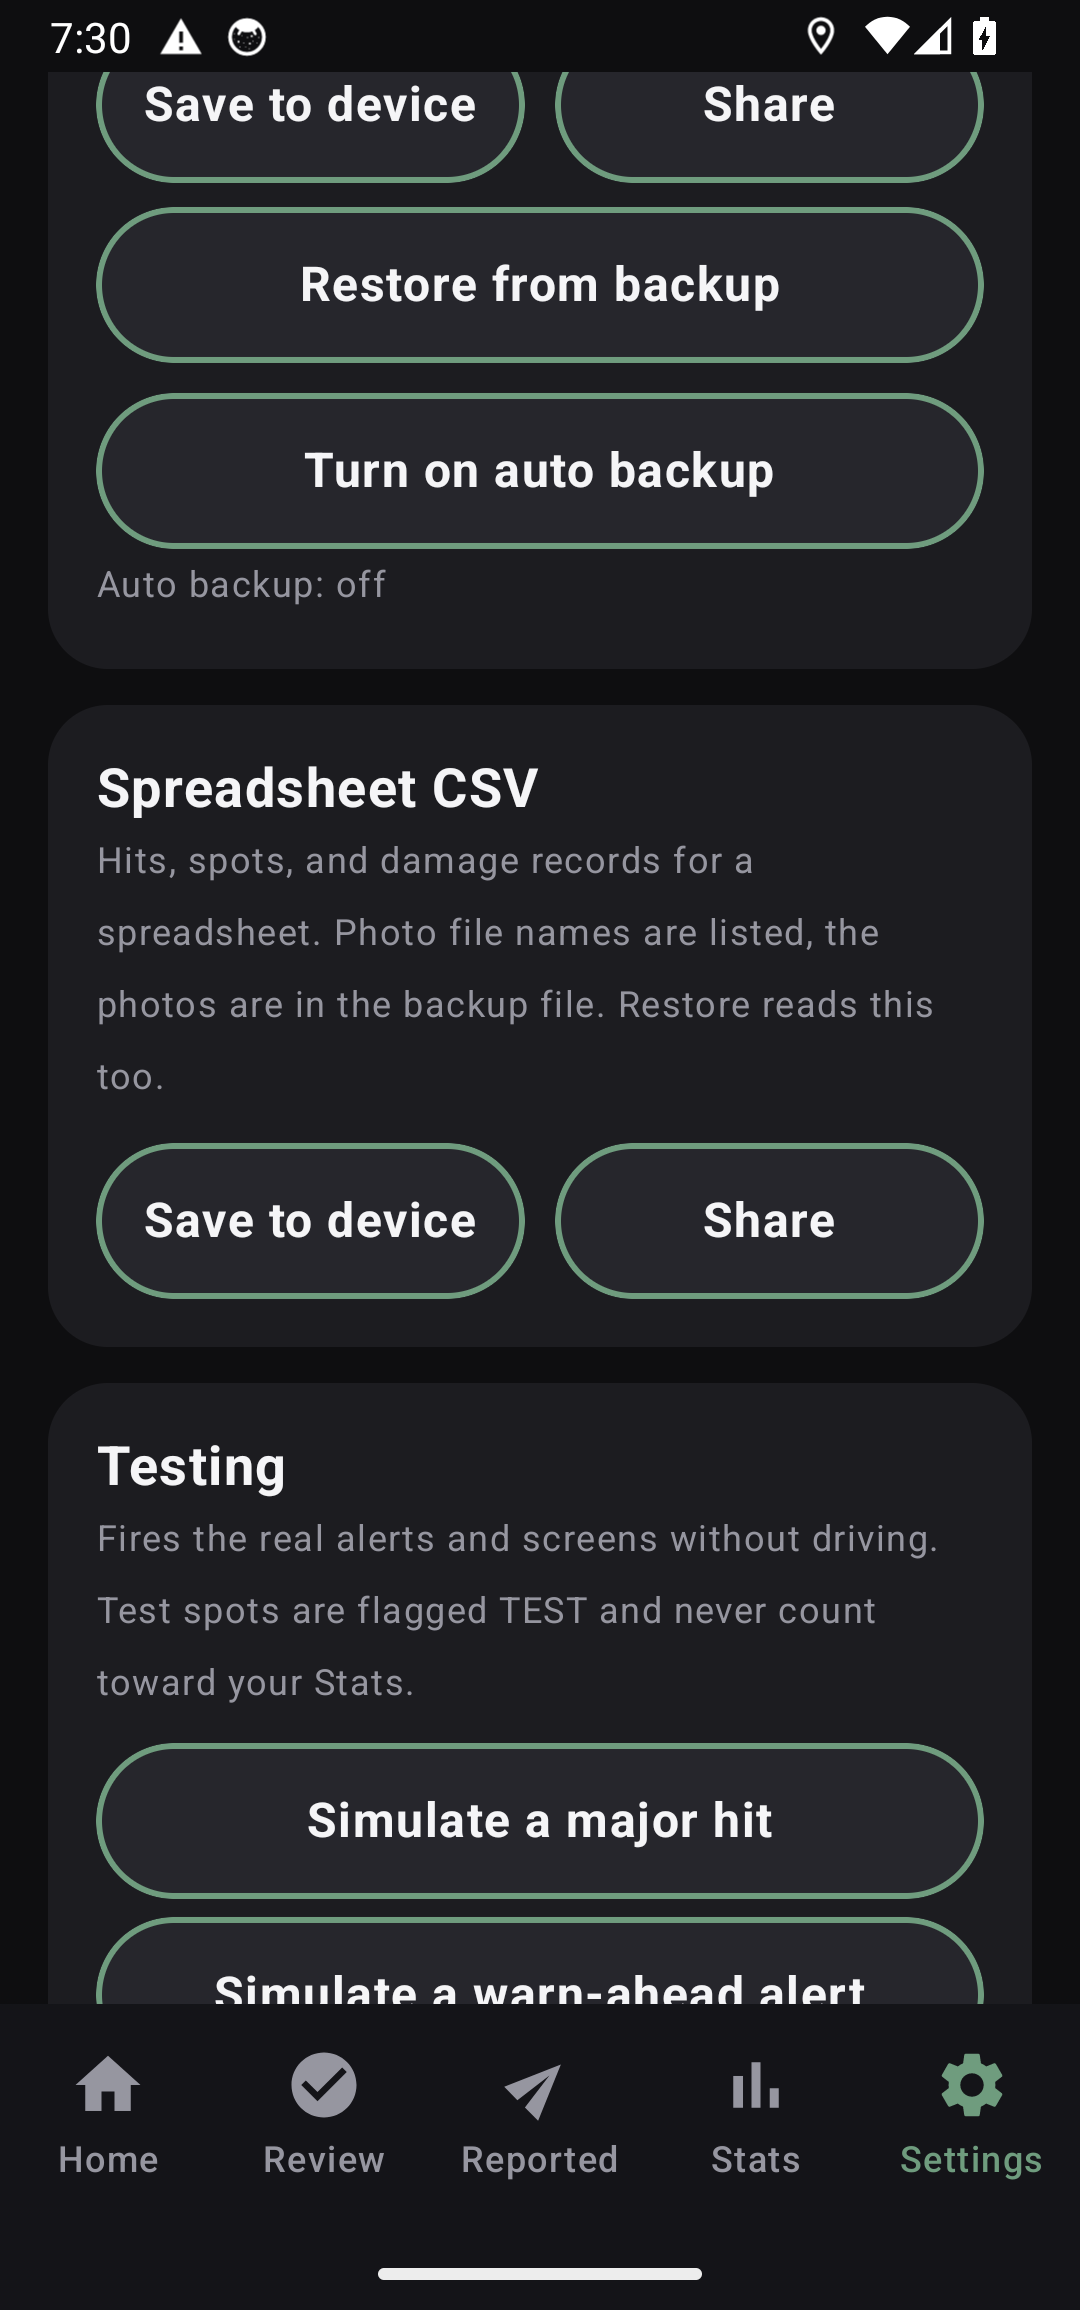 7:30
Save to device
Share
Restore from backup
Turn on auto backup
Auto backup: off
Spreadsheet CSV
Hits, spots, and damage records for a
spreadsheet. Photo file names are listed, the
photos are in the backup file. Restore reads this
too.
Save to device
Share
Testing
Fires the real alerts and screens without driving.
Test spots are flagged TEST and never count
toward your Stats.
Simulate a major hit
Simulate a warn-ahead alert
Home
Review
Reported
Stats
Settings